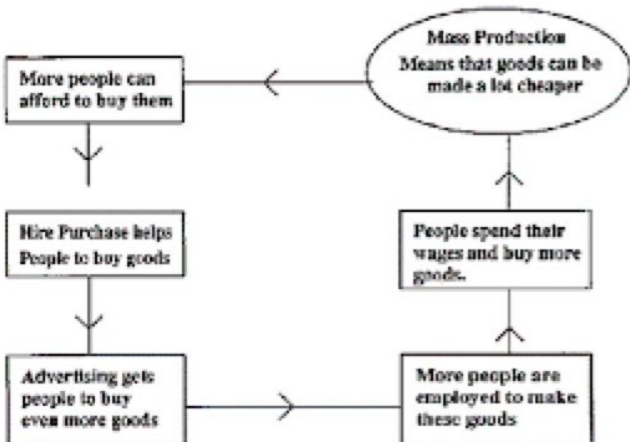 Mass Production
Means that goods can be
made a lot cheaper
More people can
afford to buy them
Hire Purchase helps
People to buy goods
Advertising gets
people to buy
even more goods
More people are
employed to make
these goods
People spend their
wages and buy more
goods.